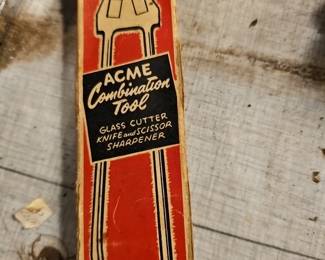 ACME
Combination
Tool
GLASS CUTTER
KNIFE and SCISSOR
SHARPENER